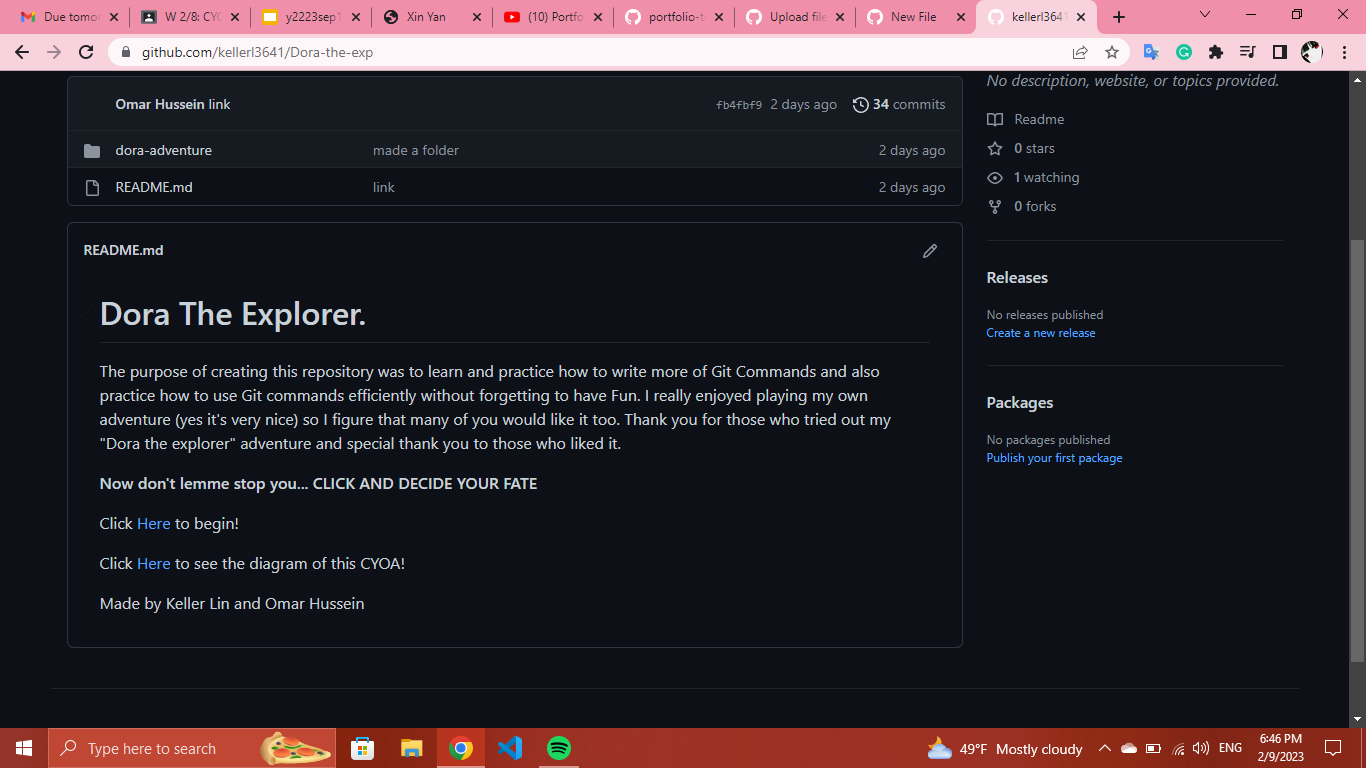 Due tomor
W 2/8: CYO
y2223sep1
Xin Yan
(10) Portfo
portfolio-t
Upload file
New File
kellerl3641
github.com/kellerl3641/Dora-the-exp
No description, website, or topics provided.
Omar Hussein link fb4fbf9 2 days ago 34 commits
dora-adventure made a folder 2 days ago
README.md link 2 days ago
Readme
0 stars
1 watching
0 forks
README.md
Dora The Explorer.
The purpose of creating this repository was to learn and practice how to write more of Git Commands and also
practice how to use Git commands efficiently without forgetting to have Fun. I really enjoyed playing my own
adventure (yes it's very nice) so I figure that many of you would like it too. Thank you for those who tried out my
"Dora the explorer" adventure and special thank you to those who liked it.
Now don't lemme stop you... CLICK AND DECIDE YOUR FATE
Click Here to begin!
Click Here to see the diagram of this CYOA!
Made by Keller Lin and Omar Hussein
Releases
No releases published
Create a new release
Packages
No packages published
Publish your first package
Type here to search
49°F Mostly cloudy
ENG
6:46 PM
2/9/2023